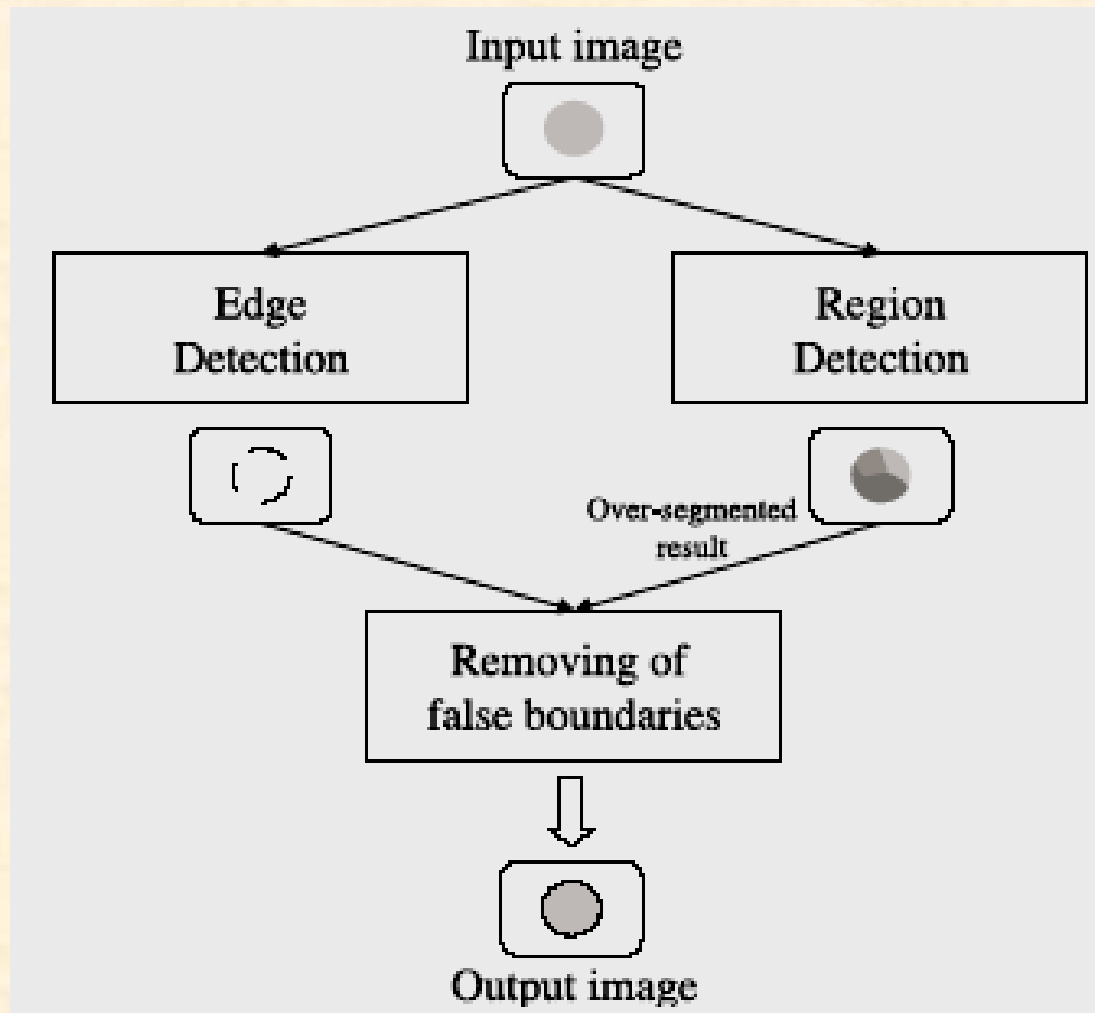 Input image
Edge
Detection
Region
Detection
Over-segmented
result
Removing of
false boundaries
Output image